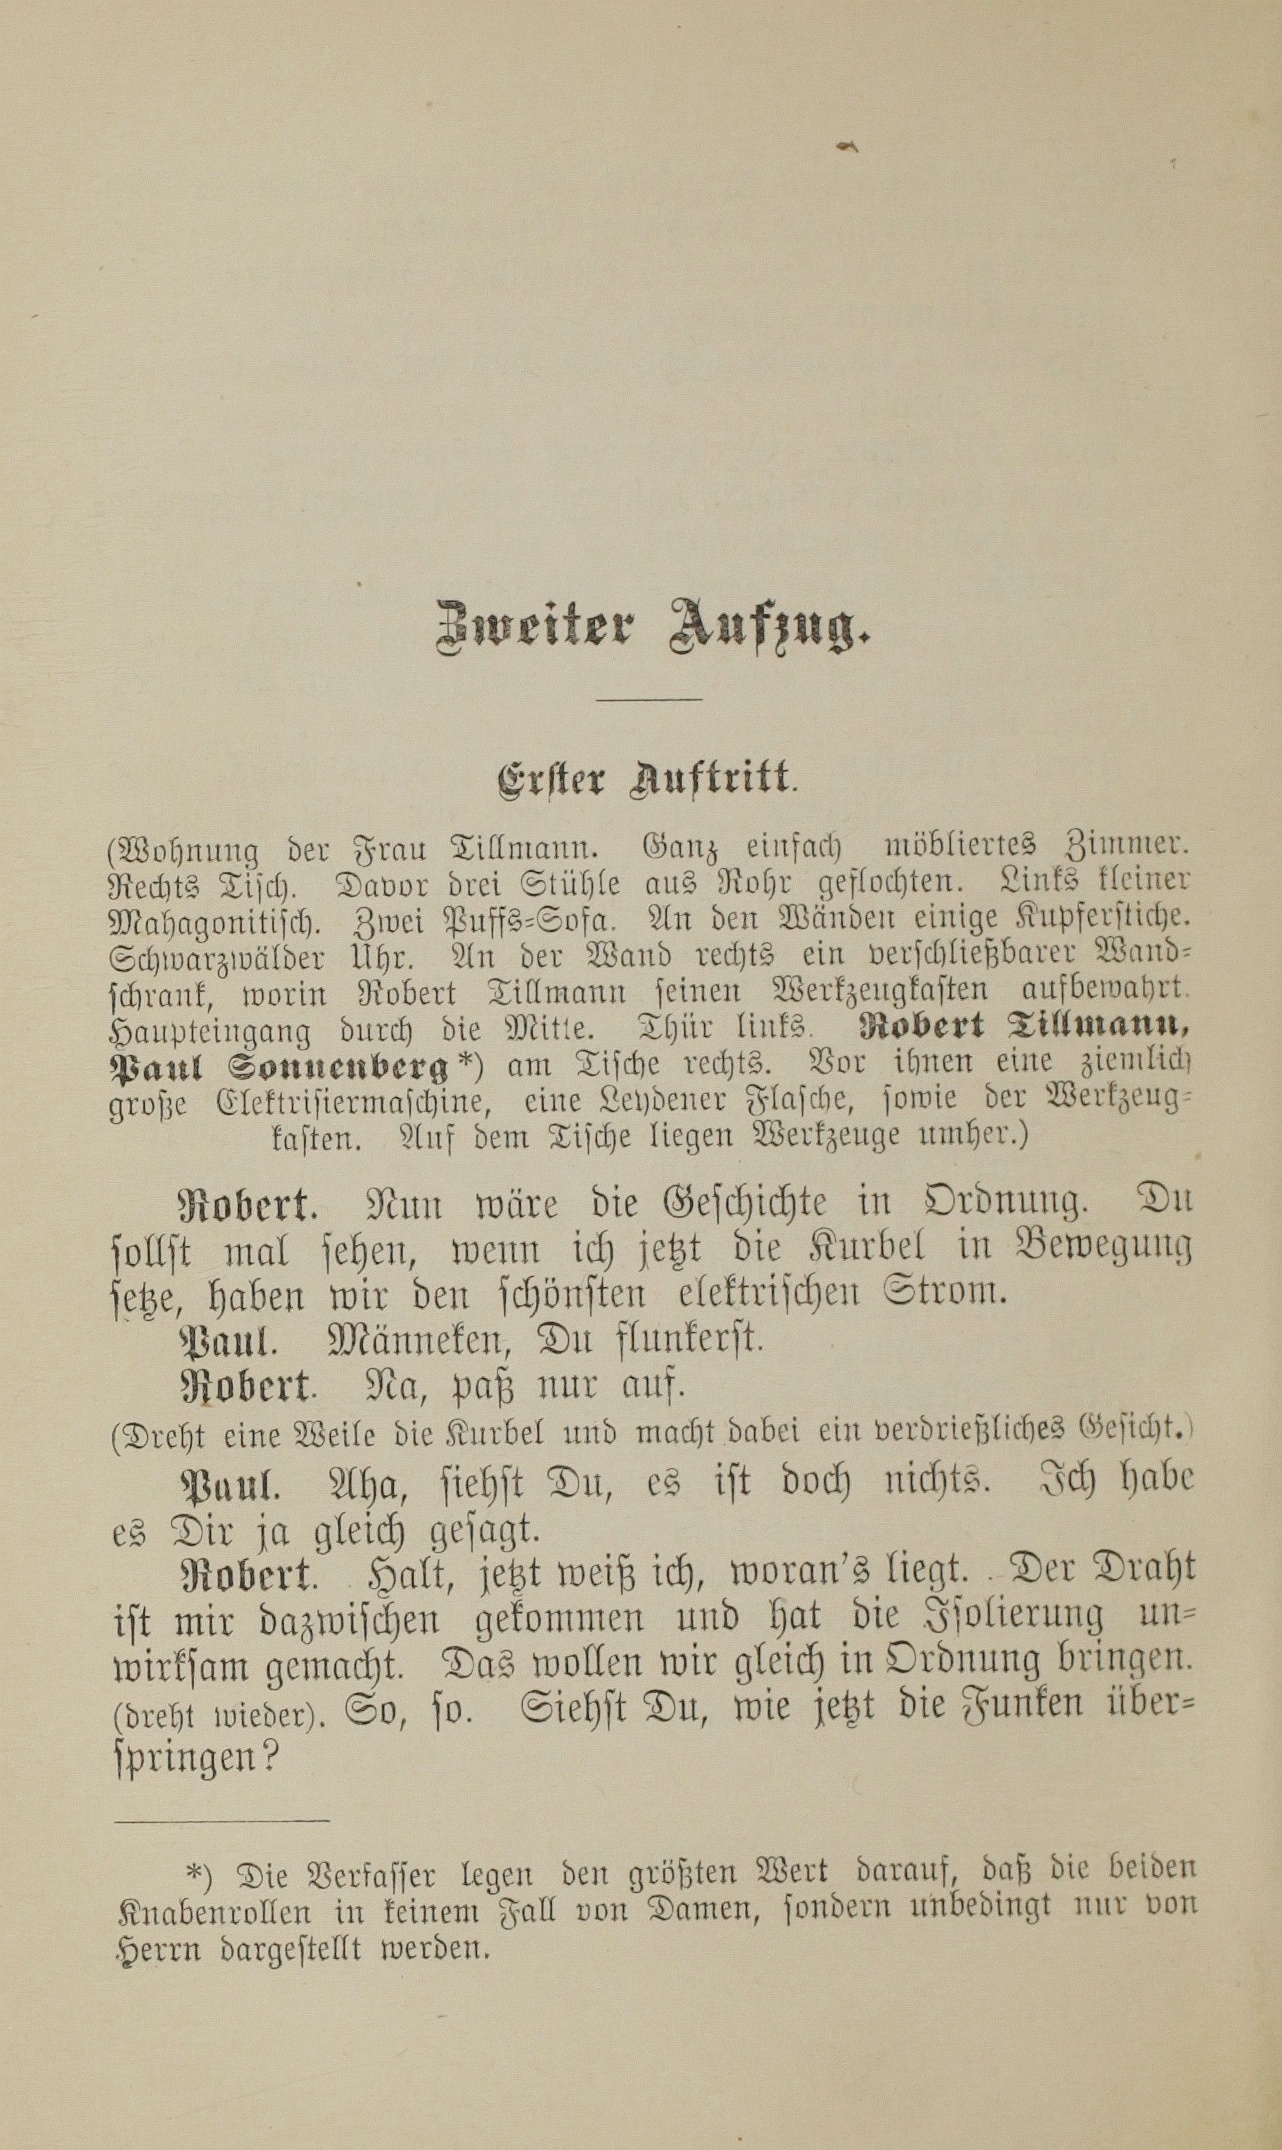 Zweiter Aufzug.
Erster Auftritt.
(Wohnung der Frau Tillmann. Ganz einfach möbliertes Zimmer.
Rechts Tisch. Davor drei Stühle aus Rohr geflochten. Links kleiner
Mahagonitisch. Zwei Puffs-Sofa. An den Wänden einige Kupferstiche.
Schwarzwälder Uhr. An der Wand rechts ein verschließbarer Wand-
schrank, worin Robert Tillmann seinen Werkzeugkasten aufbewahrt.
Haupteingang durch die Mitte. Thür links. Robert Tillmann,
Paul Sonnenberg*) am Tische rechts. Vor ihnen eine ziemlich
große Elektrisiermaschine, eine Leydener Flasche, sowie der Werkzeug-
kasten. Auf dem Tische liegen Werkzeuge umher.)
Robert. Nun wäre die Geschichte in Ordnung. Du
sollst mal sehen, wenn ich jetzt die Kurbel in Bewegung
setze, haben wir den schönsten elektrischen Strom.
Paul. Männeken, Du flunkerst.
Robert. Na, paß nur auf.
(Dreht eine Weile die Kurbel und macht dabei ein verdrießliches Gesicht.)
Paul. Aha, siehst Du, es ist doch nichts. Ich habe
es Dir ja gleich gesagt.
Robert. Halt, jetzt weiß ich, woran's liegt. Der Draht
ist mir dazwischen gekommen und hat die Isolierung un-
wirksam gemacht. Das wollen wir gleich in Ordnung bringen.
(dreht wieder). So, so. Siehst Du, wie jetzt die Funken über-
springen?
*) Die Verfasser legen den größten Wert darauf, daß die beiden
Knabenrollen in keinem Fall von Damen, sondern unbedingt nur von
Herrn dargestellt werden.